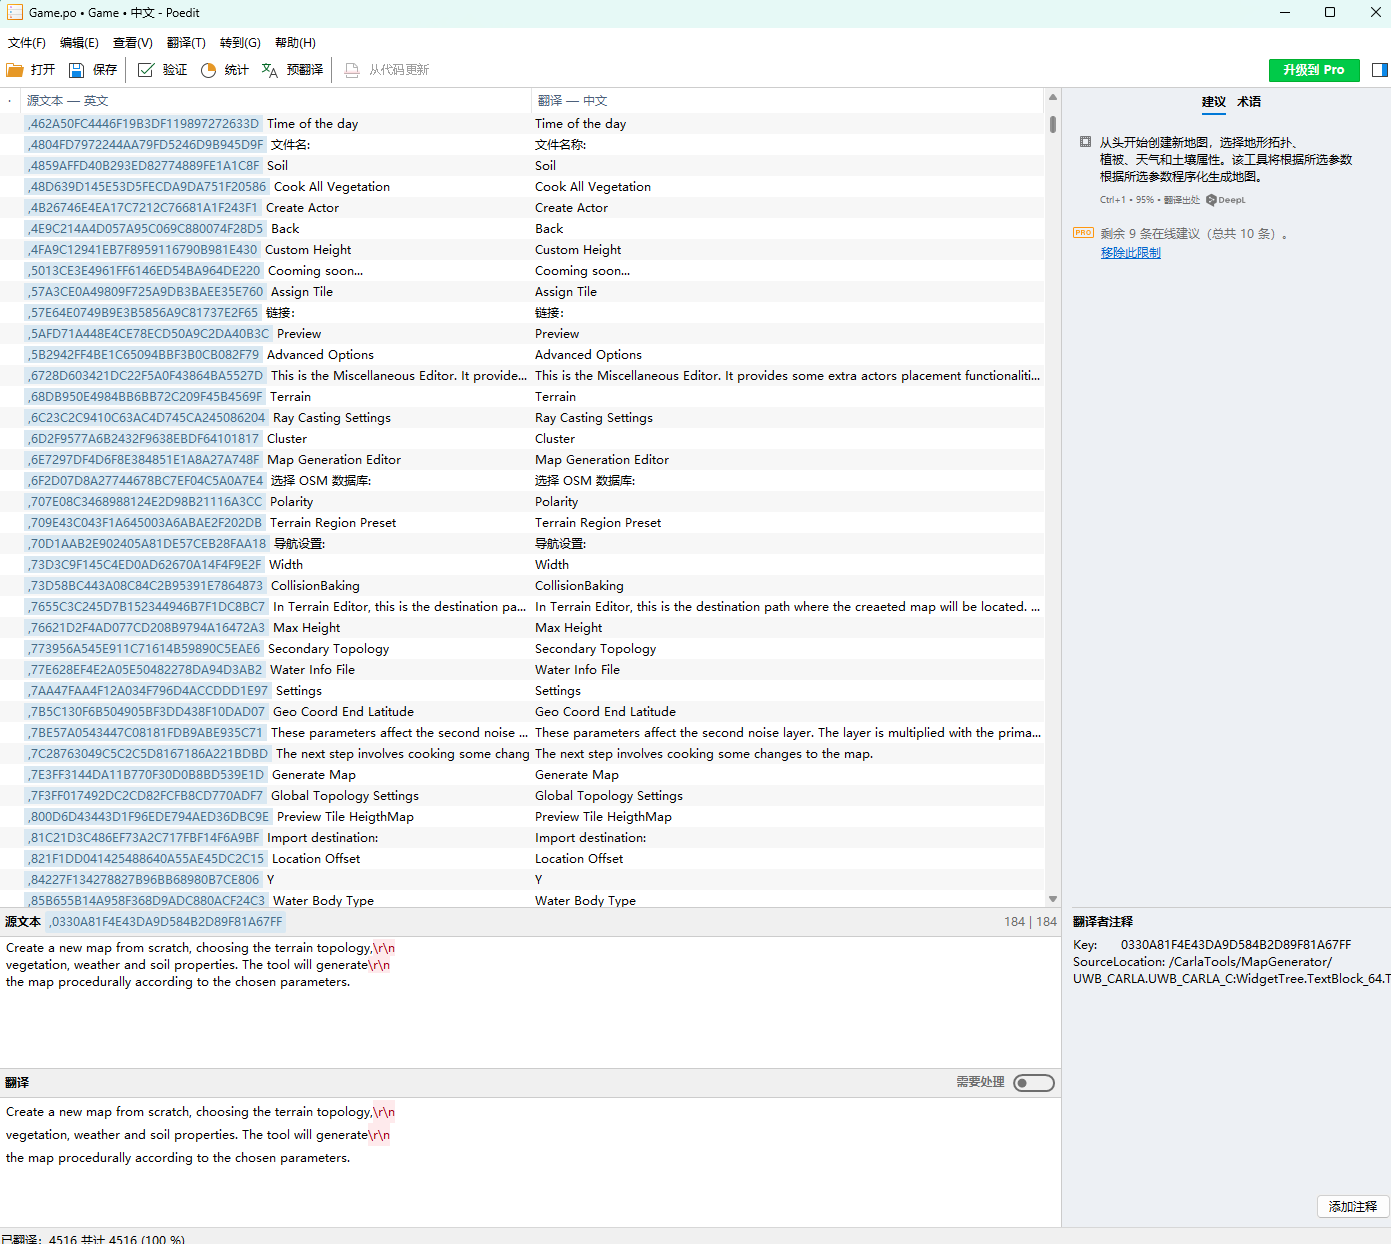 Game.po • Game • 中文 - Poedit
文件(F) 编辑(E) 查看(V) 翻译(T) 转到(G) 帮助(H)
打开 保存 验证 统计 预翻译 从代码更新 升级到 Pro
源文本 — 英文 翻译 — 中文
,462A50FC4446F19B3DF119897272633D Time of the day Time of the day
,4804FD7972244AA79FD5246D9B945D9F 文件名: 文件名称:
,4859AFFD40B293ED82774889FE1A1C8F Soil Soil
,48D639D145E53D5FECDA9DA751F20586 Cook All Vegetation Cook All Vegetation
,4B26746E4EA17C7212C76681A1F243F1 Create Actor Create Actor
,4E9C214A4D057A95C069C880074F28D5 Back Back
,4FA9C12941EB7F8959116790B981E430 Custom Height Custom Height
,5013CE3E4961FF6146ED54BA964DE220 Cooming soon... Cooming soon...
,57A3CE0A49809F725A9DB3BAEE35E760 Assign Tile Assign Tile
,57E64E0749B9E3B5856A9C81737E2F65 链接: 链接:
,5AFD71A448E4CE78ECD50A9C2DA40B3C Preview Preview
,5B2942FF4BE1C65094BBF3B0CB082F79 Advanced Options Advanced Options
,6728D603421DC22F5A0F43864BA5527D This is the Miscellaneous Editor. It provide... This is the Miscellaneous Editor. It provides some extra actors placement functionaliti...
,68DB950E4984BB6BB72C209F45B4569F Terrain Terrain
,6C23C2C9410C63AC4D745CA245086204 Ray Casting Settings Ray Casting Settings
,6D2F9577A6B2432F9638EBDF64101817 Cluster Cluster
,6E7297DF4D6F8E384851E1A8A27A748F Map Generation Editor Map Generation Editor
,6F2D07D8A27744678BC7EF04C5A0A7E4 选择 OSM 数据库: 选择 OSM 数据库:
,707E08C3468988124E2D98B21116A3CC Polarity Polarity
,709E43C043F1A645003A6ABAE2F202DB Terrain Region Preset Terrain Region Preset
,70D1AAB2E902405A81DE57CEB28FAA18 导航设置: 导航设置:
,73D3C9F145C4ED0AD62670A14F4F9E2F Width Width
,73D58BC443A08C84C2B95391E7864873 CollisionBaking CollisionBaking
,7655C3C245D7B152344946B7F1DC8BC7 In Terrain Editor, this is the destination pa... In Terrain Editor, this is the destination path where the creaeted map will be located. ...
,76621D2F4AD077CD208B9794A16472A3 Max Height Max Height
,773956A545E911C71614B59890C5EAE6 Secondary Topology Secondary Topology
,77E628EF4E2A05E50482278DA94D3AB2 Water Info File Water Info File
,7AA47FAA4F12A034F796D4ACCDDD1E97 Settings Settings
,7B5C130F6B504905BF3DD438F10DAD07 Geo Coord End Latitude Geo Coord End Latitude
,7BE57A0543447C08181FDB9ABE935C71 These parameters affect the second noise ... These parameters affect the second noise layer. The layer is multiplied with the prima...
,7C28763049C5C2C5D8167186A221BDBD The next step involves cooking some chang The next step involves cooking some changes to the map.
,7E3FF3144DA11B770F30D0B8BD539E1D Generate Map Generate Map
,7F3FF017492DC2CD82FCFB8CD770ADF7 Global Topology Settings Global Topology Settings
,800D6D43443D1F96EDE794AED36DBC9E Preview Tile HeigthMap Preview Tile HeigthMap
,81C21D3C486EF73A2C717FBF14F6A9BF Import destination: Import destination:
,821F1DD041425488640A55AE45DC2C15 Location Offset Location Offset
,84227F134278827B96BB68980B7CE806 Y Y
,85B655B14A958F368D9ADC880ACF24C3 Water Body Type Water Body Type
源文本 ,0330A81F4E43DA9D584B2D89F81A67FF 184 | 184
Create a new map from scratch, choosing the terrain topology,\r\n
vegetation, weather and soil properties. The tool will generate\r\n
the map procedurally according to the chosen parameters.
翻译 需要处理
Create a new map from scratch, choosing the terrain topology,\r\n
vegetation, weather and soil properties. The tool will generate\r\n
the map procedurally according to the chosen parameters.
已翻译: 4516 共计 4516 (100 %)
建议 术语
从头开始创建新地图，选择地形拓扑、
植被、天气和土壤属性。该工具将根据所选参数
根据所选参数程序化生成地图。
Ctrl+1 • 95% • 翻译出处 DeepL
PRO 剩余 9 条在线建议（总共 10 条）。
移除此限制
翻译者注释
Key: 0330A81F4E43DA9D584B2D89F81A67FF
SourceLocation: /CarlaTools/MapGenerator/
UWB_CARLA.UWB_CARLA_C:WidgetTree.TextBlock_64.T
添加注释